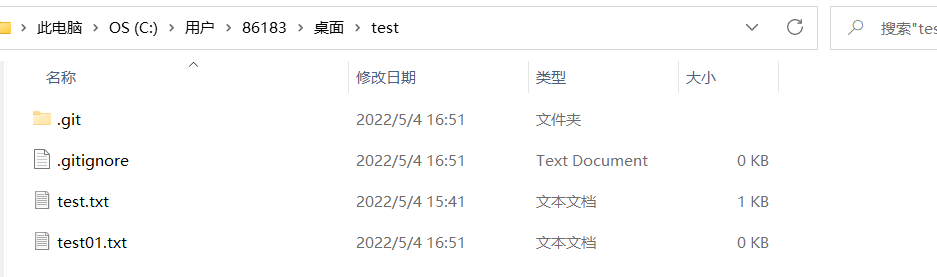 此电脑 > OS (C:) > 用户 > 86183 > 桌面 > test 搜索"tes
名称 修改日期 类型 大小
.git 2022/5/4 16:51 文件夹
.gitignore 2022/5/4 16:51 Text Document 0 KB
test.txt 2022/5/4 15:41 文本文档 1 KB
test01.txt 2022/5/4 16:51 文本文档 0 KB